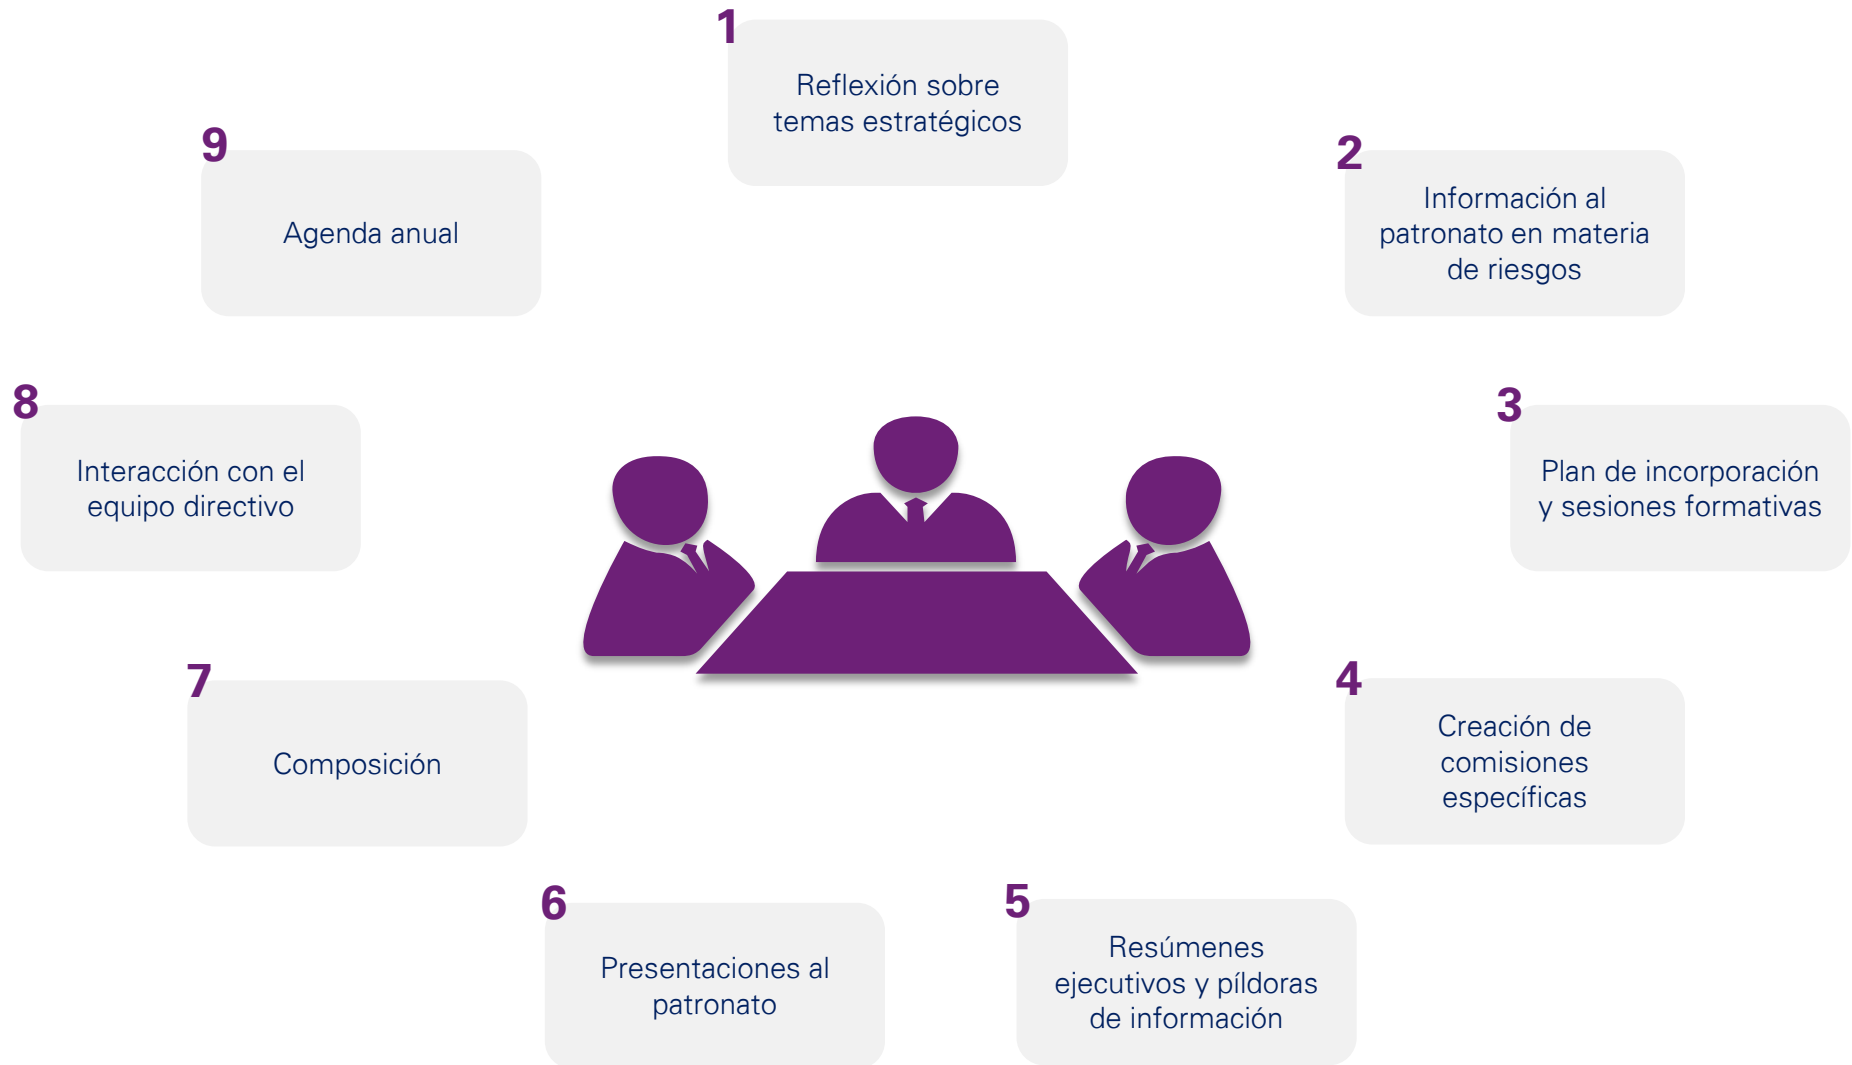 1
Reflexión sobre
temas estratégicos
2
Información al
patronato en materia
de riesgos
3
Plan de incorporación
y sesiones formativas
4
Creación de
comisiones
específicas
5
Resúmenes
ejecutivos y píldoras
de información
6
Presentaciones al
patronato
7
Composición
8
Interacción con el
equipo directivo
9
Agenda anual